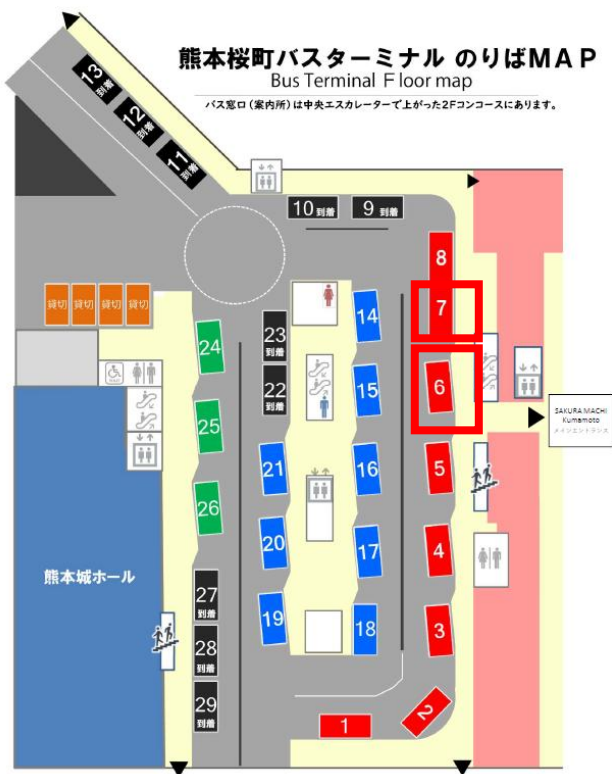 熊本桜町バスターミナル のりばMAP
Bus Terminal Floor map
バス窓口(案内所)は中央エスカレーターで上がった2Fコンコースにあります。
13
到着
12
到着
11
到着
10 到着
9 到着
8
7
6
5
4
3
2
1
14
15
16
17
18
23
到着
22
到着
21
20
19
貸切
貸切
貸切
貸切
24
25
26
27
到着
28
到着
29
到着
熊本城ホール
SAKURA MACHI
Kumamoto
メインエントランス